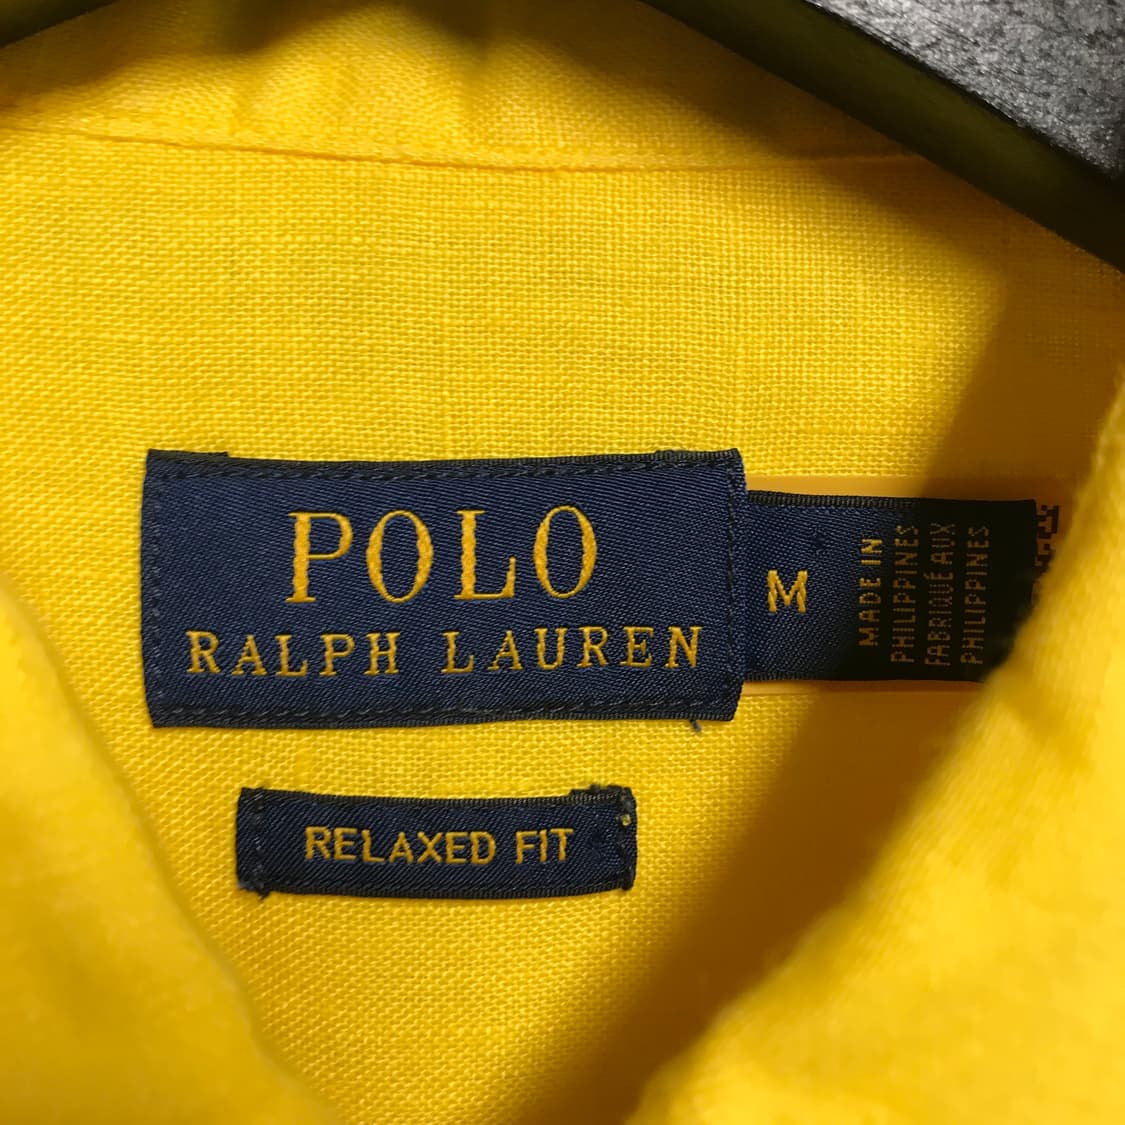 POLO
RALPH LAUREN
M
MADE IN
PHILIPPINES
FABRIQUÉ AUX
PHILIPPINES
RELAXED FIT